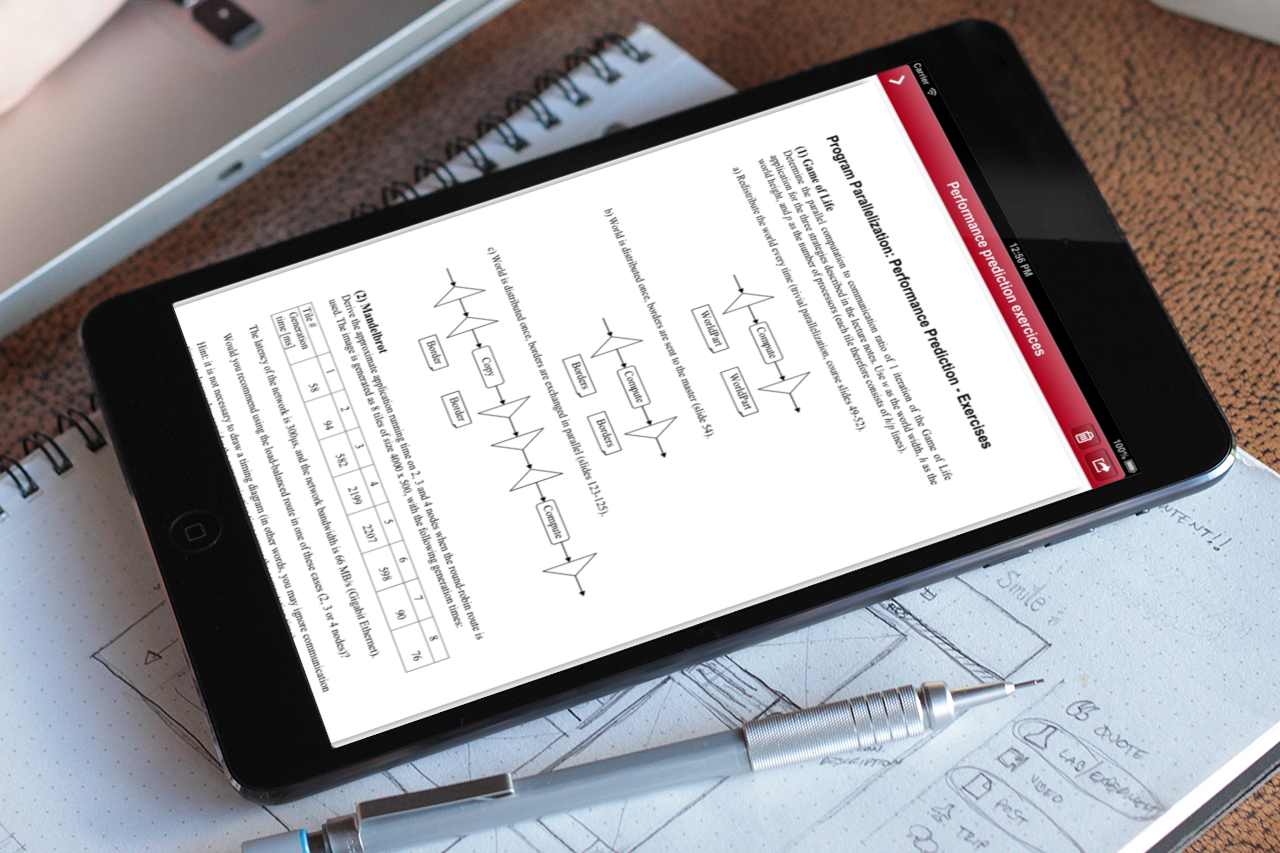 Carrier
12:56 PM
100%
Performance prediction exercices
Program Parallelization: Performance Prediction - Exercises
(1) Game of Life
Determine the parallel computation to communication ratio of 1 iteration of the Game of Life
application for the three strategies described in the lecture notes. Use w as the world width, h as the
world height, and p as the number of processors (each tile therefore consists of h/p lines).
a) Redistribute the world every time (trivial parallelization, course slides 49-52).
Compute
WorldPart
WorldPart
b) World is distributed once, borders are sent to the master (slide 54).
Compute
Borders
Borders
c) World is distributed once, borders are exchanged in parallel (slides 123-125).
Copy
Compute
Border
Border
(2) Mandelbrot
Derive the approximate application running time on 2, 3 and 4 nodes when the round-robin route is
used. The image is generated as 8 tiles of size 4000 x 500, with the following generation times:
Tile # 1 2 3 4 5 6 7 8
Generation time [ms] 58 94 582 2199 2207 598 90 76
The latency of the network is 300µs, and the network bandwidth is 66 MB/s (Gigabit Ethernet).
Would you recommend using the load-balanced route in one of these cases (2, 3 or 4 nodes)?
Hint: it is not necessary to draw a timing diagram (in other words, you may ignore communication
Smile
VIDEO
POST